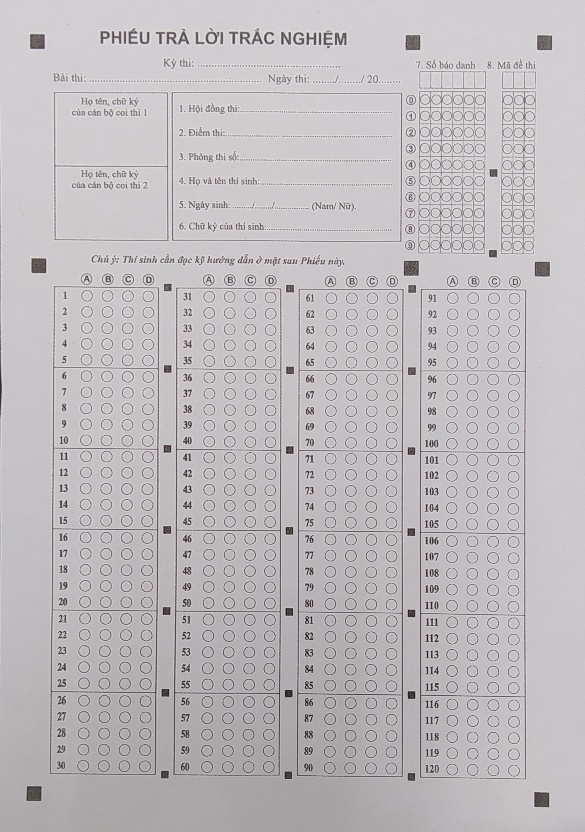 PHIẾU TRẢ LỜI TRẮC NGHIỆM
Kỳ thi: ................................................
Bài thi: ................................................ Ngày thi: ......../......../ 20........
7. Số báo danh 8. Mã đề thi
Họ tên, chữ ký
của cán bộ coi thi 1
Họ tên, chữ ký
của cán bộ coi thi 2
1. Hội đồng thi: ................................................
2. Điểm thi: ................................................
3. Phòng thi số: ................................................
4. Họ và tên thí sinh: ................................................
5. Ngày sinh: ......../......../............ (Nam/ Nữ).
6. Chữ ký của thí sinh: ................................................
0
1
2
3
4
5
6
7
8
9
Chú ý: Thí sinh cần đọc kỹ hướng dẫn ở mặt sau Phiếu này.
A B C D A B C D A B C D A B C D
1 31 61 91
2 32 62 92
3 33 63 93
4 34 64 94
5 35 65 95
6 36 66 96
7 37 67 97
8 38 68 98
9 39 69 99
10 40 70 100
11 41 71 101
12 42 72 102
13 43 73 103
14 44 74 104
15 45 75 105
16 46 76 106
17 47 77 107
18 48 78 108
19 49 79 109
20 50 80 110
21 51 81 111
22 52 82 112
23 53 83 113
24 54 84 114
25 55 85 115
26 56 86 116
27 57 87 117
28 58 88 118
29 59 89 119
30 60 90 120